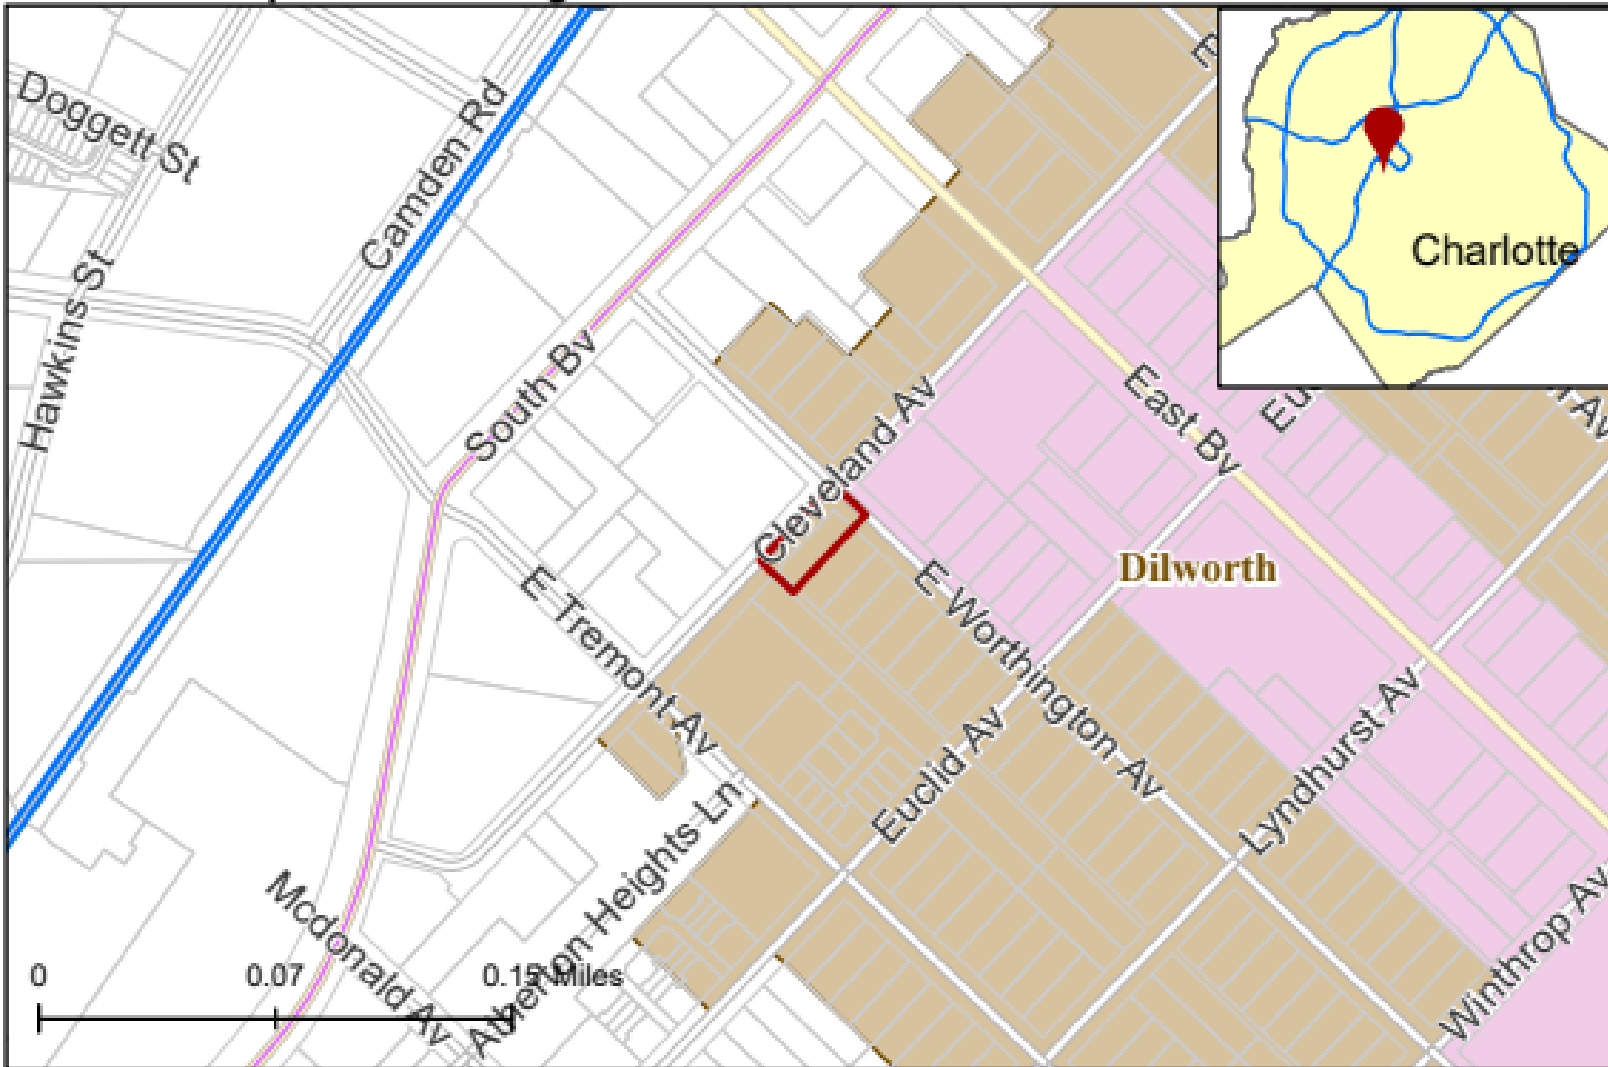 Doggett St
Camden Rd
Hawkins St
South Bv
Cleveland Av
East Bv
Charlotte
Dilworth
E Tremont Av
E Worthington Av
Euclid Av
Lyndhurst Av
Atherton Heights Ln
Mcdonald Av
Winthrop Av
0 0.07 0.15 Miles